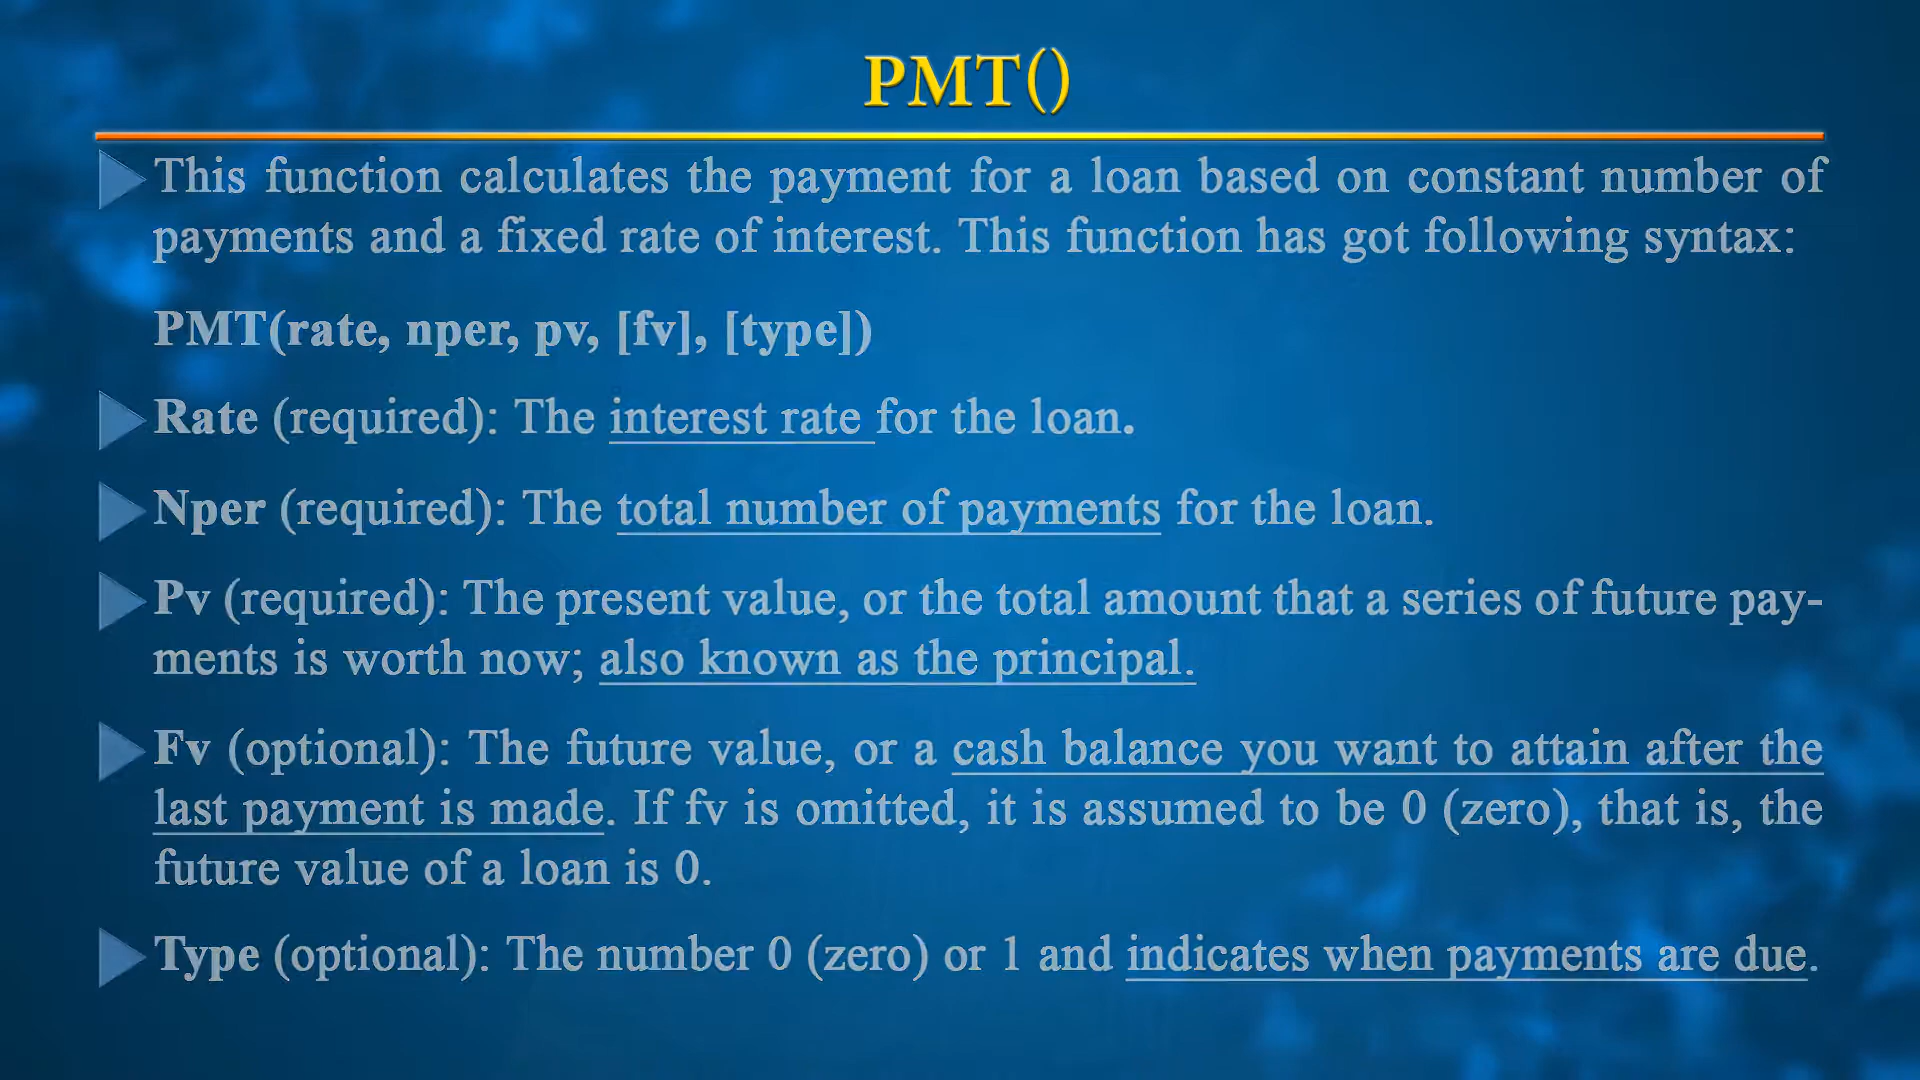 PMT()
This function calculates the payment for a loan based on constant number of
payments and a fixed rate of interest. This function has got following syntax:
PMT(rate, nper, pv, [fv], [type])
Rate (required): The interest rate for the loan.
Nper (required): The total number of payments for the loan.
Pv (required): The present value, or the total amount that a series of future pay-
ments is worth now; also known as the principal.
Fv (optional): The future value, or a cash balance you want to attain after the
last payment is made. If fv is omitted, it is assumed to be 0 (zero), that is, the
future value of a loan is 0.
Type (optional): The number 0 (zero) or 1 and indicates when payments are due.